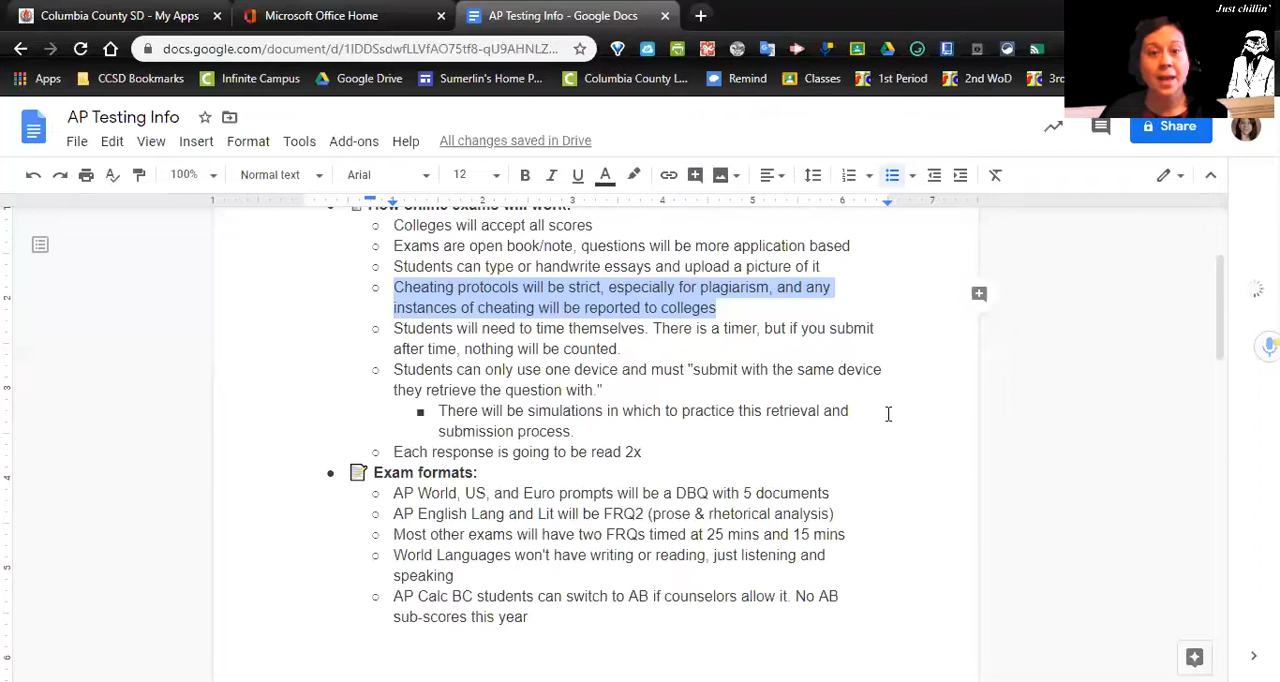 Columbia County SD - My Apps
Microsoft Office Home
AP Testing Info - Google Docs
Just chillin'
docs.google.com/document/d/1IDDSsdwfLLVfAO75tf8-qU9AHNLZ...
Apps
CCSD Bookmarks
Infinite Campus
Google Drive
Sumerlin's Home P...
Columbia County L...
Remind
Classes
1st Period
2nd WoD
3rd
AP Testing Info
File Edit View Insert Format Tools Add-ons Help All changes saved in Drive
Share
100% Normal text Arial 12
How online exams will work:
Colleges will accept all scores
Exams are open book/note, questions will be more application based
Students can type or handwrite essays and upload a picture of it
Cheating protocols will be strict, especially for plagiarism, and any
instances of cheating will be reported to colleges
Students will need to time themselves. There is a timer, but if you submit
after time, nothing will be counted.
Students can only use one device and must "submit with the same device
they retrieve the question with."
There will be simulations in which to practice this retrieval and
submission process.
Each response is going to be read 2x
Exam formats:
AP World, US, and Euro prompts will be a DBQ with 5 documents
AP English Lang and Lit will be FRQ2 (prose & rhetorical analysis)
Most other exams will have two FRQs timed at 25 mins and 15 mins
World Languages won't have writing or reading, just listening and
speaking
AP Calc BC students can switch to AB if counselors allow it. No AB
sub-scores this year